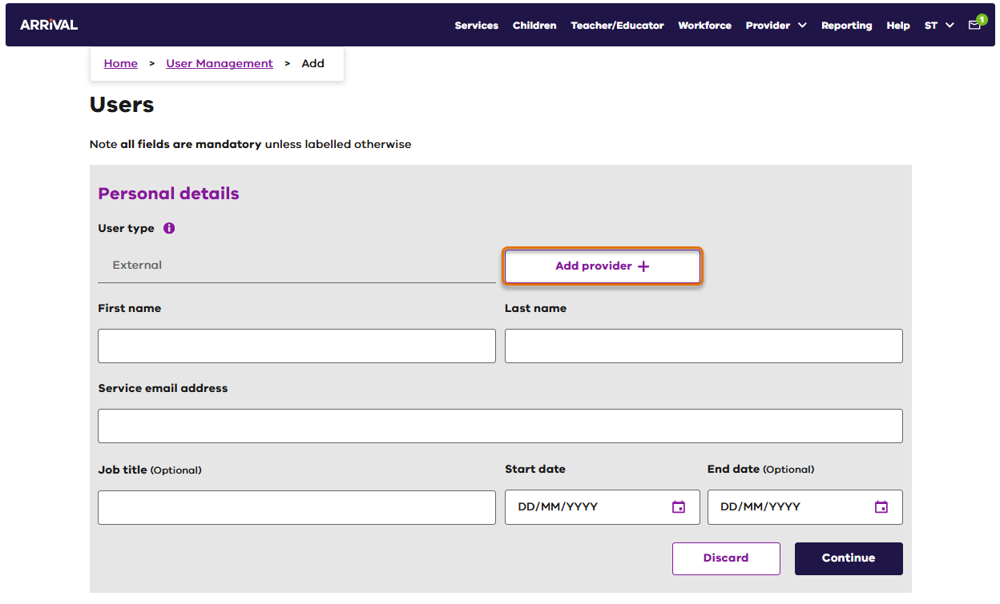 ARRIVAL Services Children Teacher/Educator Workforce Provider Reporting Help ST 1
Home > User Management > Add
Users
Note all fields are mandatory unless labelled otherwise
Personal details
User type i
External Add provider +
First name Last name
Service email address
Job title (Optional) Start date End date (Optional)
DD/MM/YYYY DD/MM/YYYY
Discard Continue